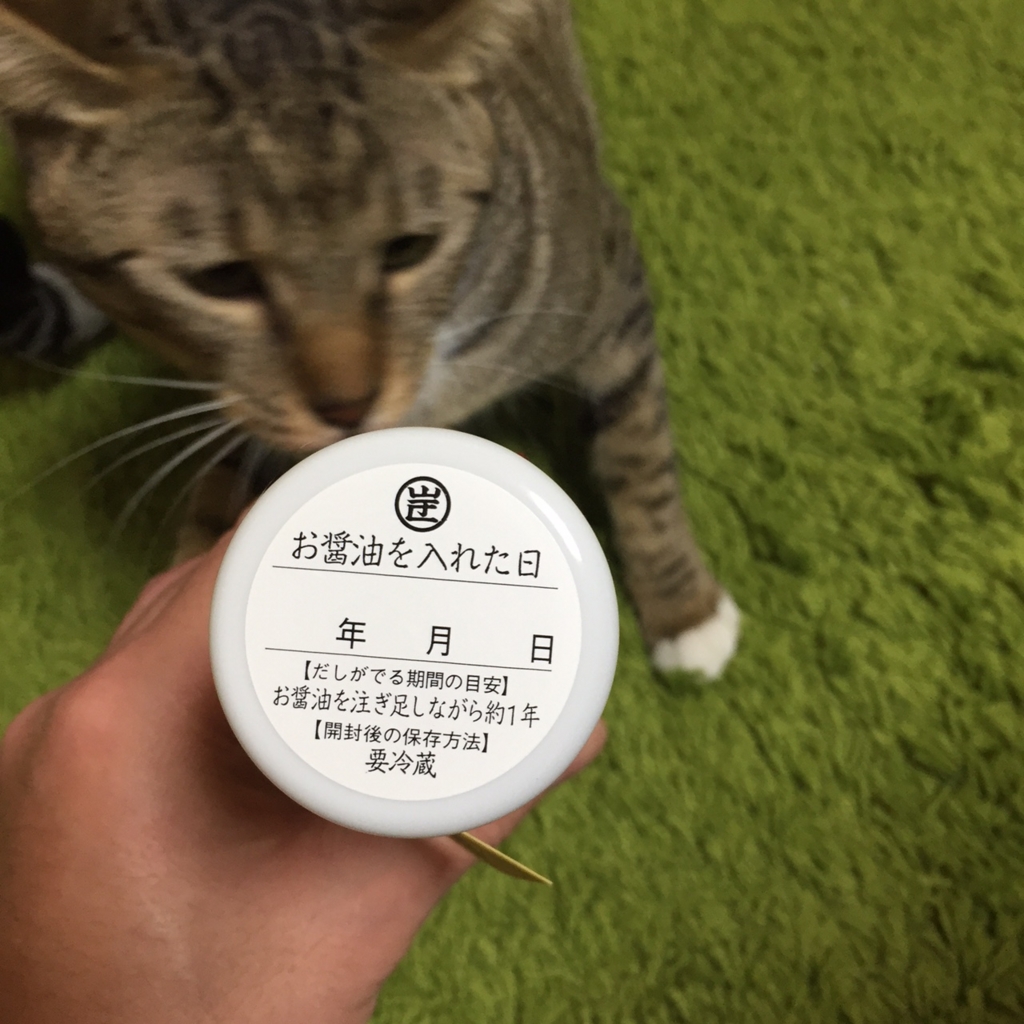 お醤油を入れた日
年 月 日
【だしがでる期間の目安】
お醤油を注ぎ足しながら約1年
【開封後の保存方法】
要冷蔵